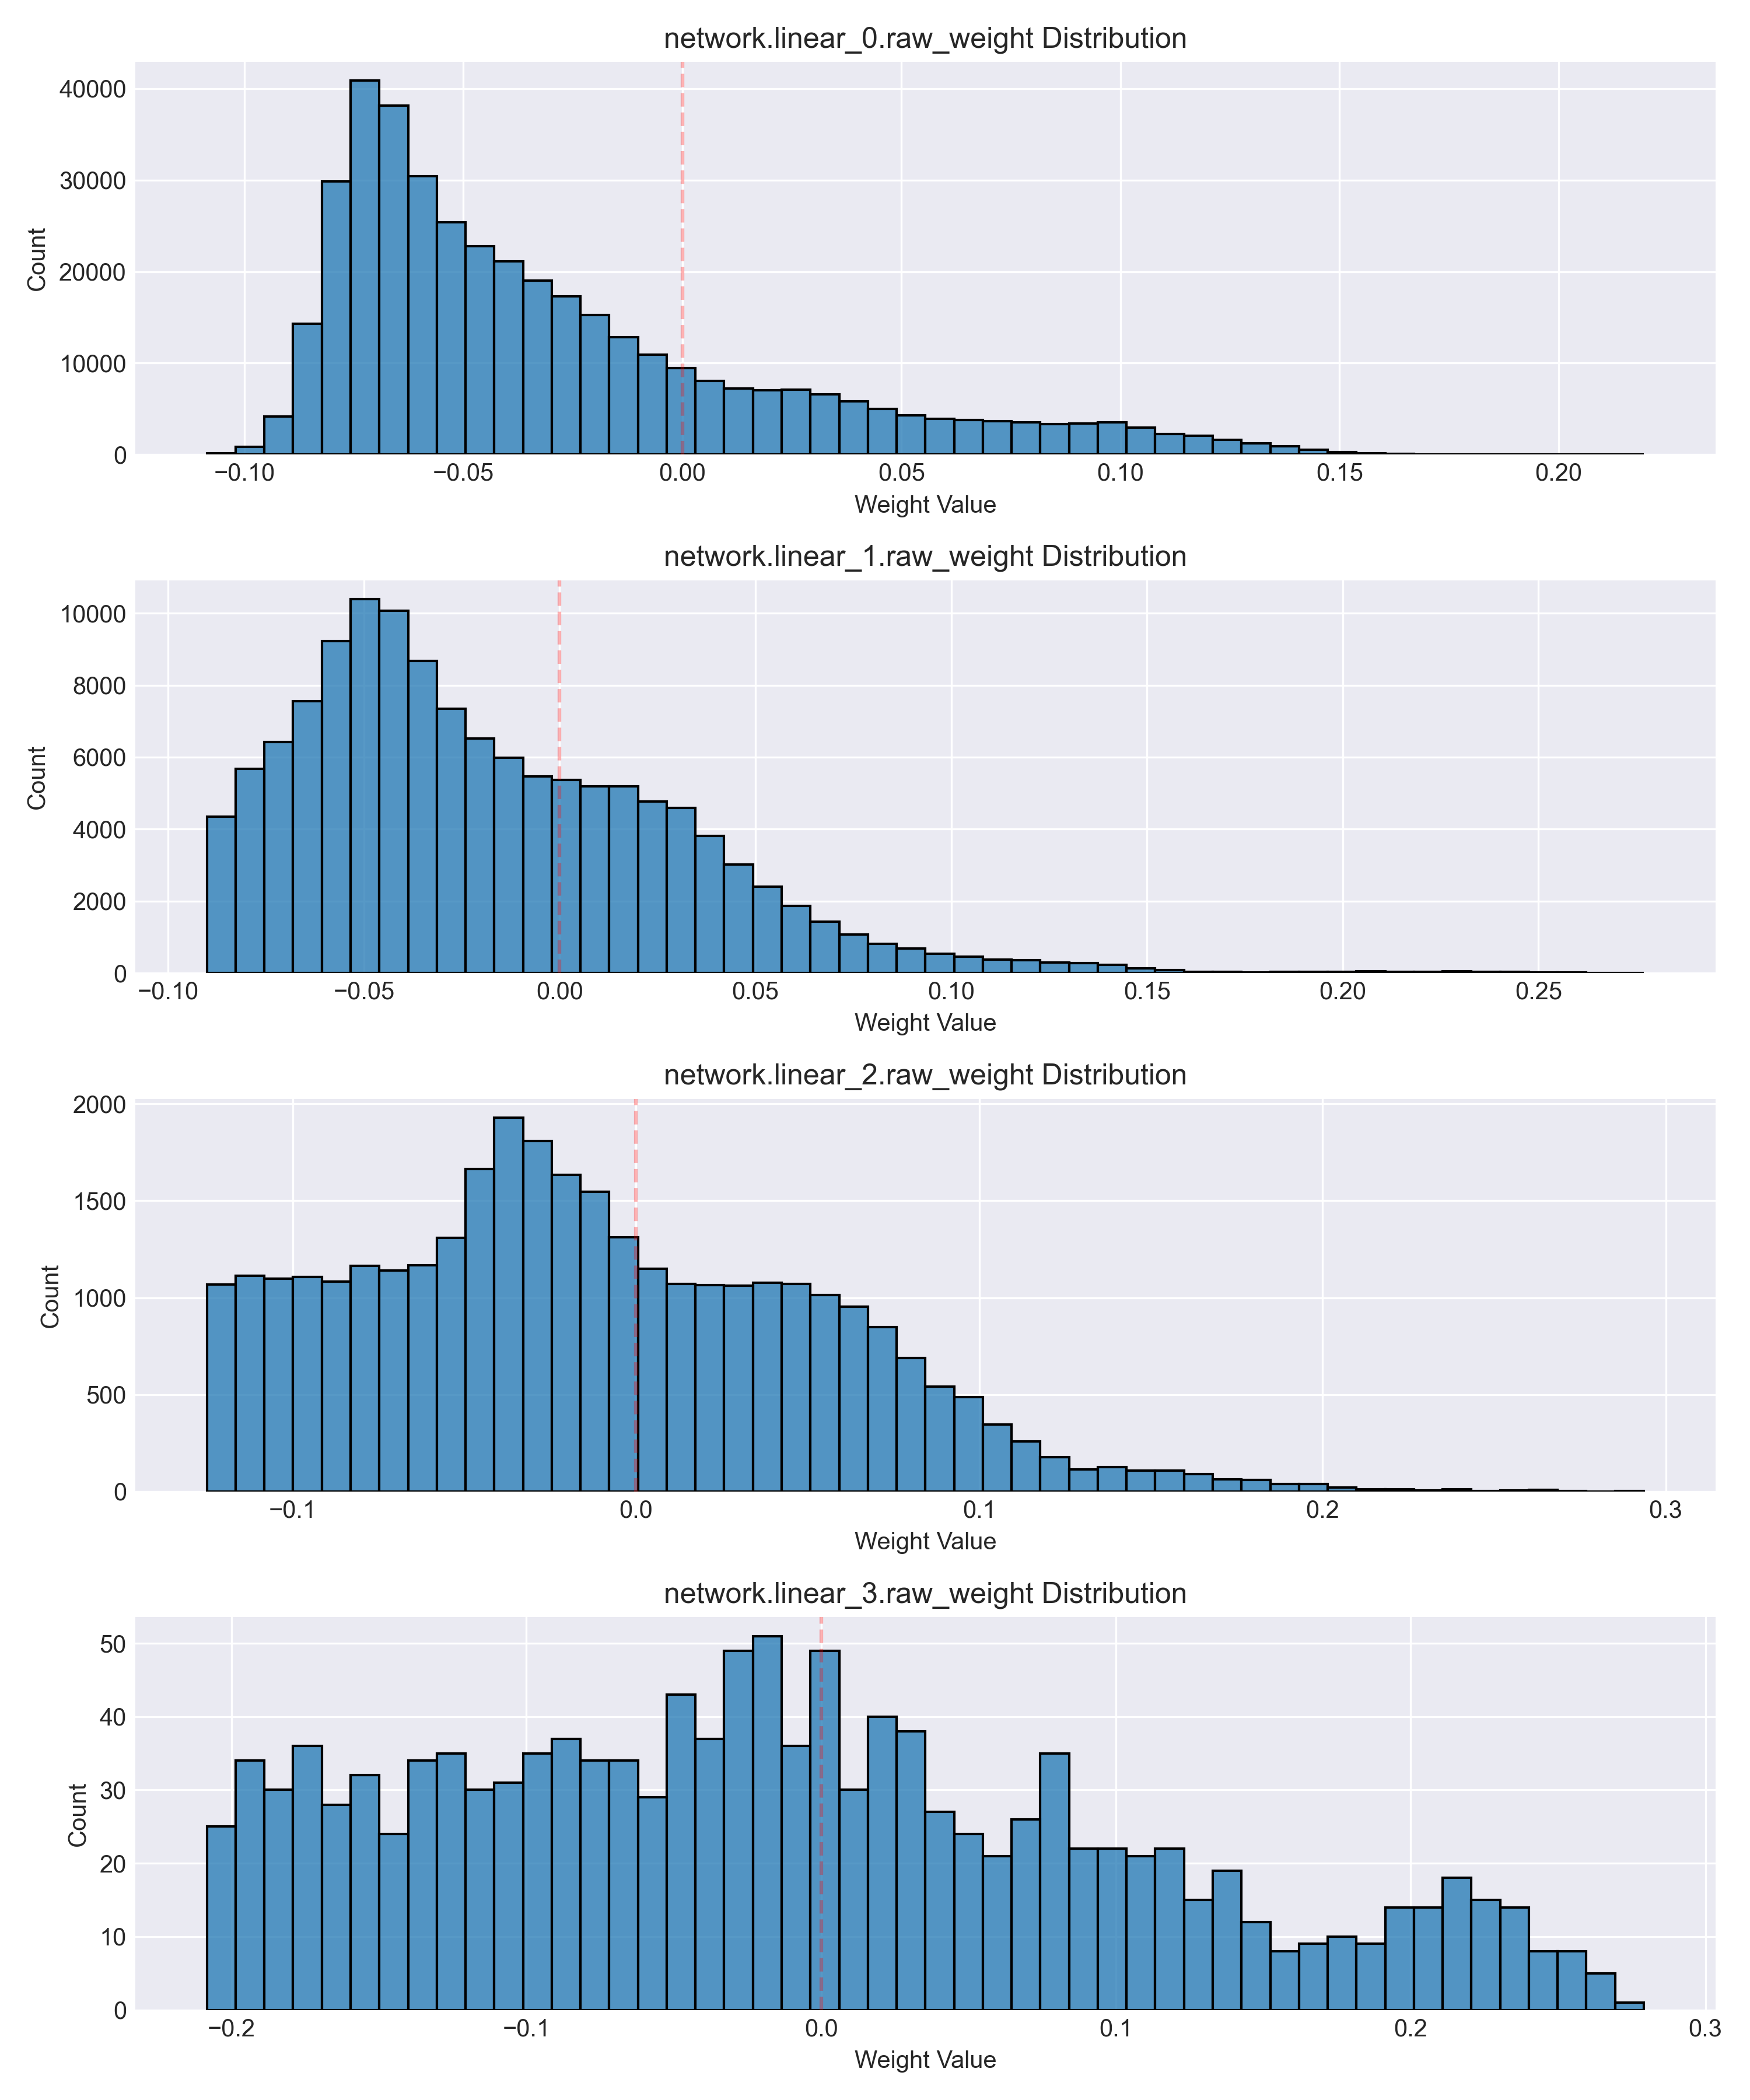 network.linear_0.raw_weight Distribution
40000
30000
20000
10000
0
Count
−0.10 −0.05 0.00 0.05 0.10 0.15 0.20
Weight Value
network.linear_1.raw_weight Distribution
10000
8000
6000
4000
2000
0
Count
−0.10 −0.05 0.00 0.05 0.10 0.15 0.20 0.25
Weight Value
network.linear_2.raw_weight Distribution
2000
1500
1000
500
0
Count
−0.1 0.0 0.1 0.2 0.3
Weight Value
network.linear_3.raw_weight Distribution
50
40
30
20
10
0
Count
−0.2 −0.1 0.0 0.1 0.2 0.3
Weight Value